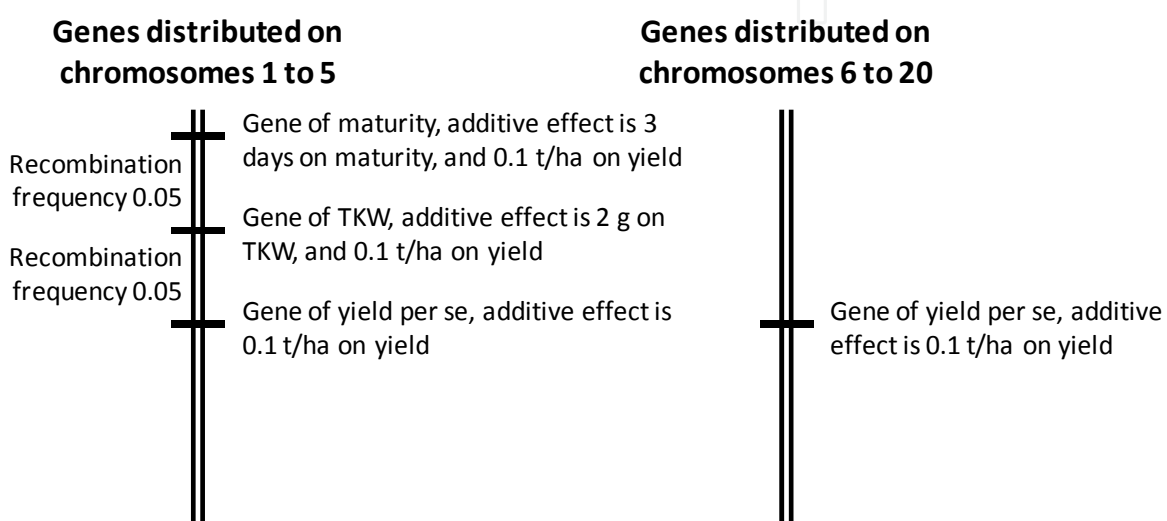 Genes distributed on
chromosomes 1 to 5
Gene of maturity, additive effect is 3
days on maturity, and 0.1 t/ha on yield
Recombination
frequency 0.05
Gene of TKW, additive effect is 2 g on
TKW, and 0.1 t/ha on yield
Recombination
frequency 0.05
Gene of yield per se, additive effect is
0.1 t/ha on yield
Genes distributed on
chromosomes 6 to 20
Gene of yield per se, additive
effect is 0.1 t/ha on yield